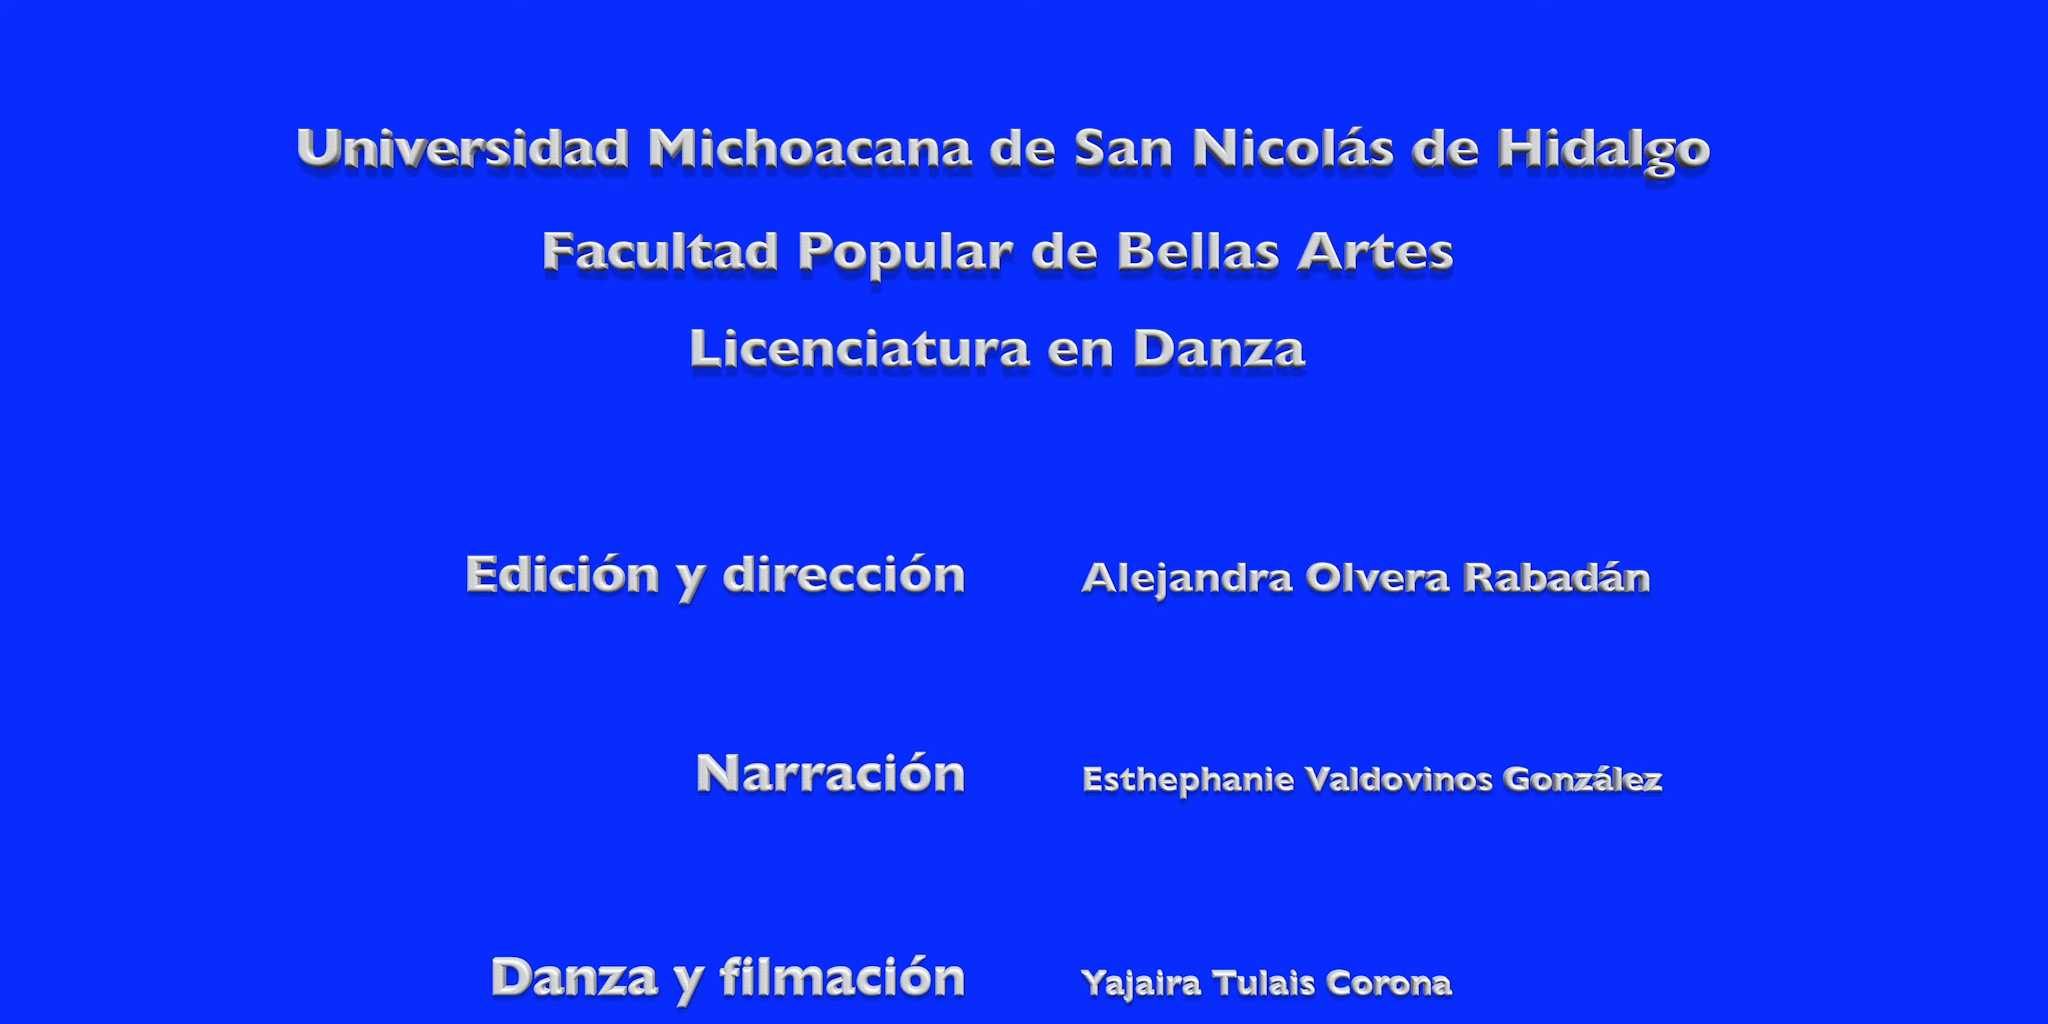 Universidad Michoacana de San Nicolás de Hidalgo
Facultad Popular de Bellas Artes
Licenciatura en Danza
Edición y dirección Alejandra Olvera Rabadán
Narración Esthephanie Valdovinos González
Danza y filmación Yajaira Tulais Corona